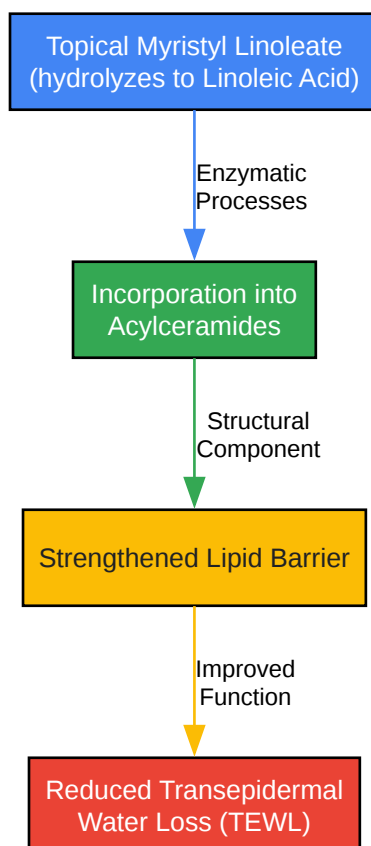 Topical Myristyl Linoleate
(hydrolyzes to Linoleic Acid)
Enzymatic
Processes
Incorporation into
Acylceramides
Structural
Component
Strengthened Lipid Barrier
Improved
Function
Reduced Transepidermal
Water Loss (TEWL)